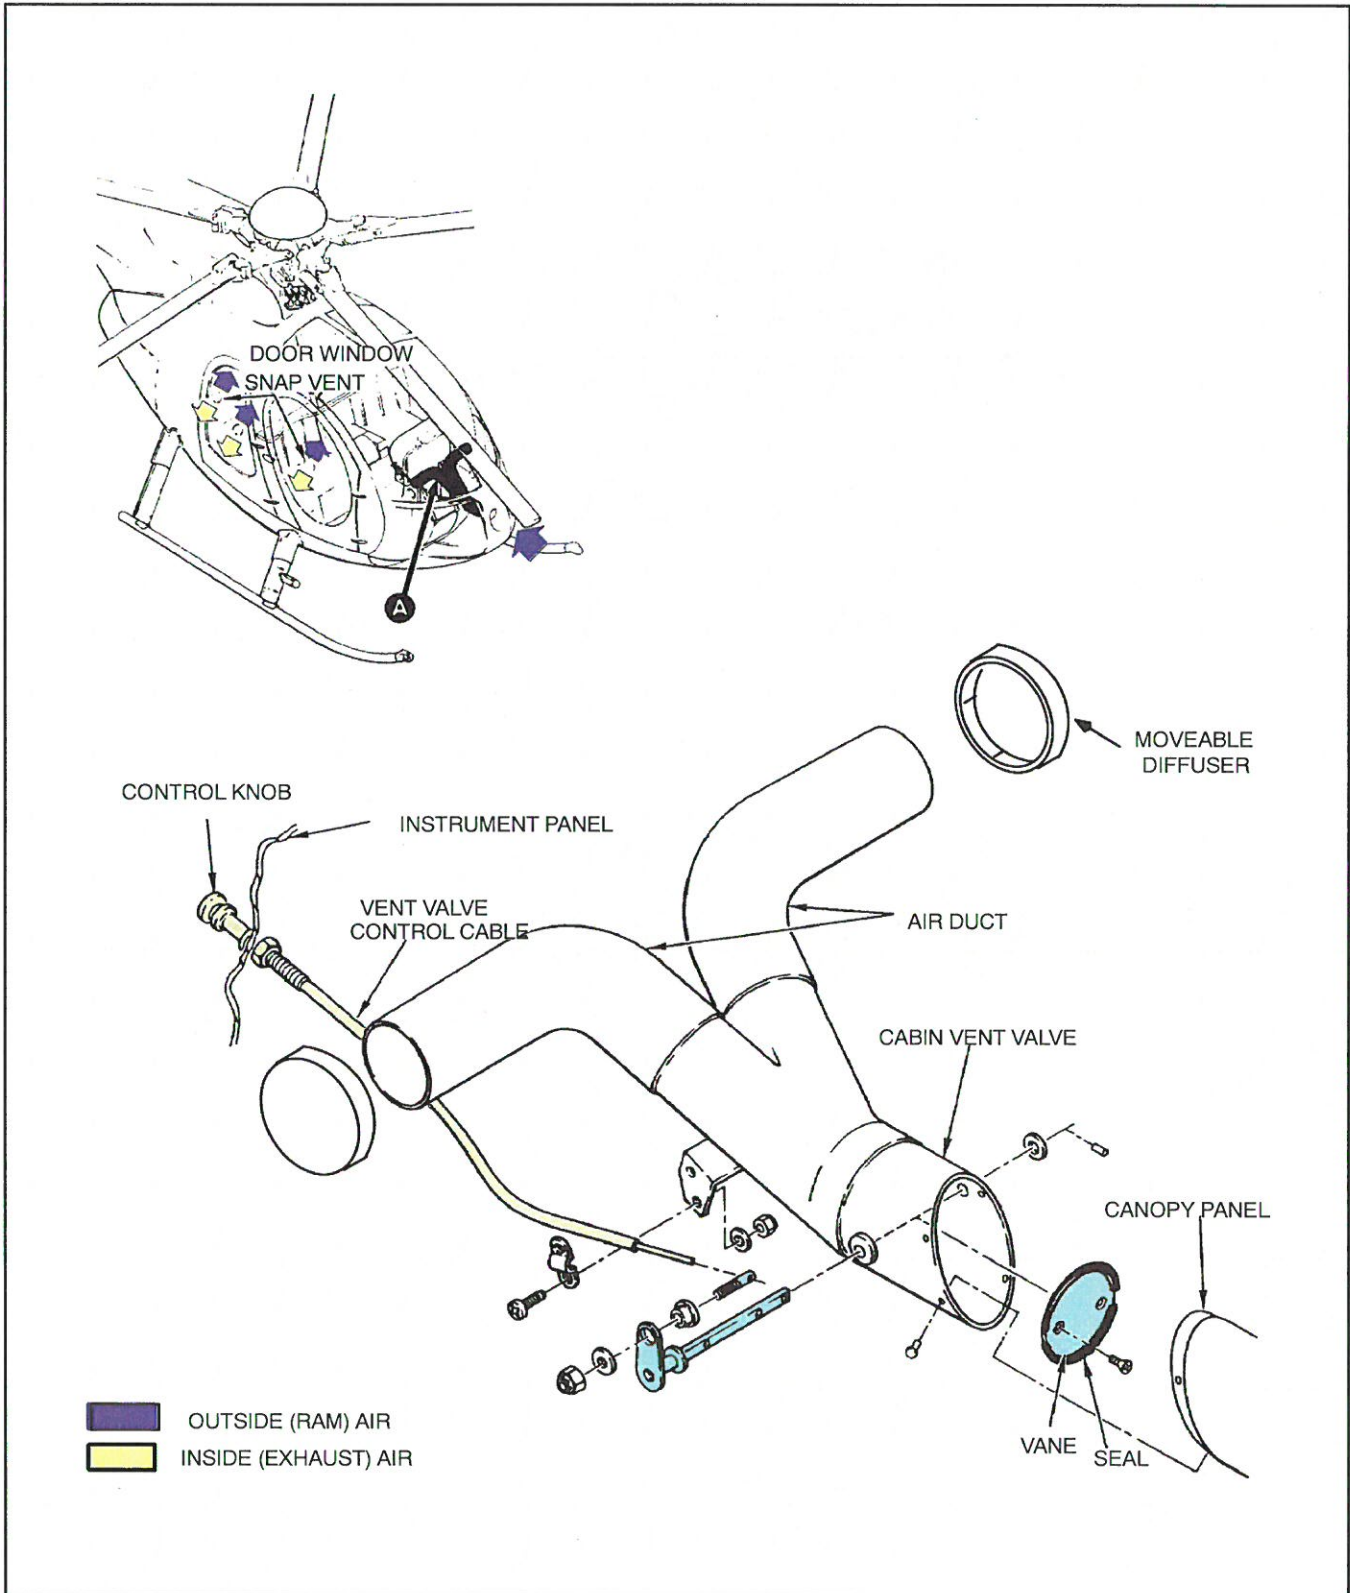 DOOR WINDOW
SNAP VENT
A
MOVEABLE
DIFFUSER
CONTROL KNOB
INSTRUMENT PANEL
VENT VALVE
CONTROL CABLE
AIR DUCT
CABIN VENT VALVE
CANOPY PANEL
VANE
SEAL
OUTSIDE (RAM) AIR
INSIDE (EXHAUST) AIR